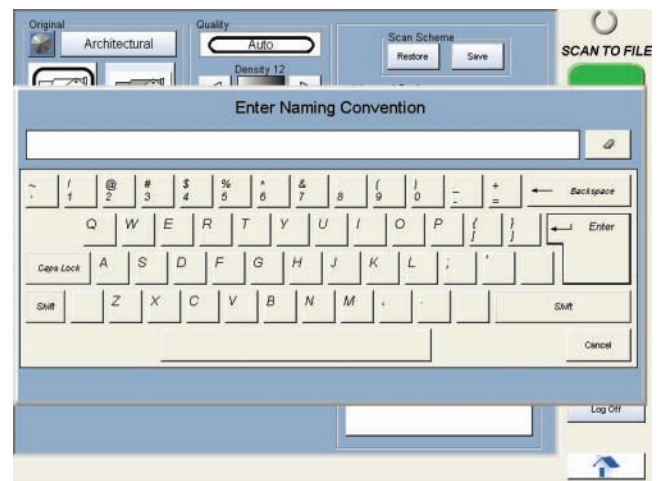 Original
Architectural
Quality
Auto
Density 12
Scan Scheme
Restore Save
SCAN TO FILE
Enter Naming Convention
~ ! @ # $ % ^ & ( ) _ +
1 2 3 4 5 6 7 8 9 0 - = Backspace
Q W E R T Y U I O P { } Enter
[ ]
Caps Lock A S D F G H J K L ; '
Shift Z X C V B N M , . Shift
Cancel
Log Off